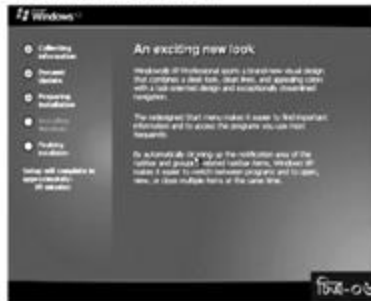 Windows xp
Collecting
information
Dynamic
Update
Preparing
installation
Installing
Windows
Finalizing
installation
Setup will complete in
approximately:
minutes
An exciting new look
Windows XP Professional sports a brand-new visual design
that combines a sleek look, clean lines, and appealing colors
with a task-oriented design and exceptionally streamlined
navigation.
The redesigned Start menu makes it easier to find important
information and to access the programs you use most
frequently.
By automatically cleaning up the notification area of the
taskbar and grouping related taskbar items, Windows XP
makes it easier to switch between programs and to open,
view, or close multiple items at the same time.
চিত্র-০৬